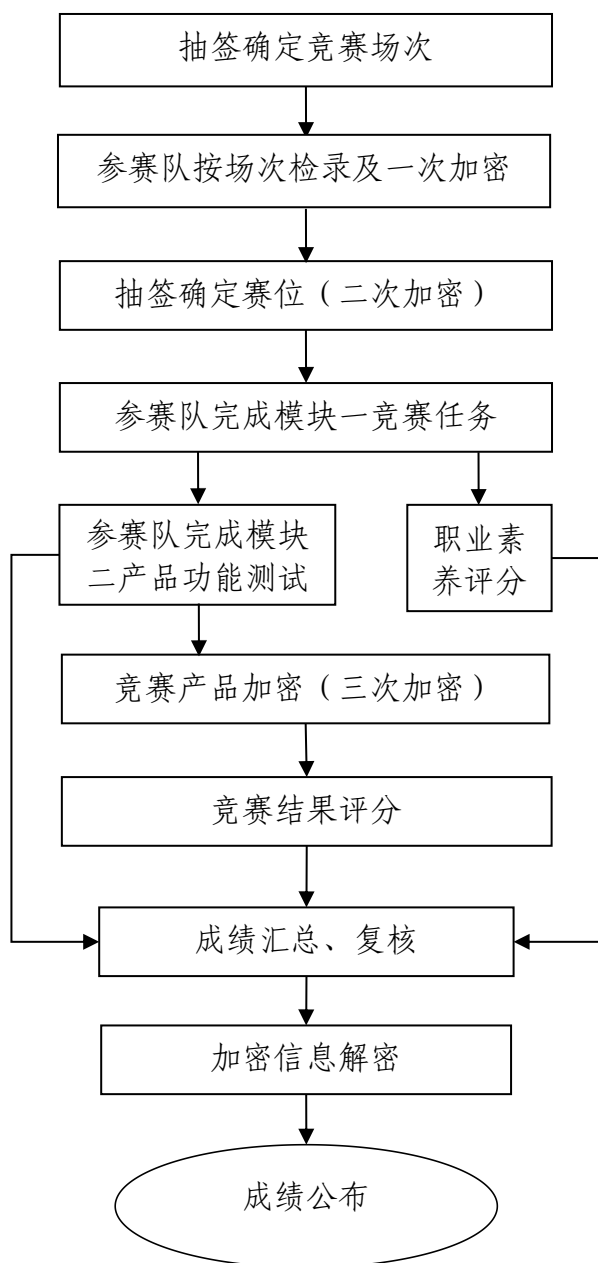 抽签确定竞赛场次
参赛队按场次检录及一次加密
抽签确定赛位（二次加密）
参赛队完成模块一竞赛任务
参赛队完成模块
二产品功能测试
职业素
养评分
竞赛产品加密（三次加密）
竞赛结果评分
成绩汇总、复核
加密信息解密
成绩公布